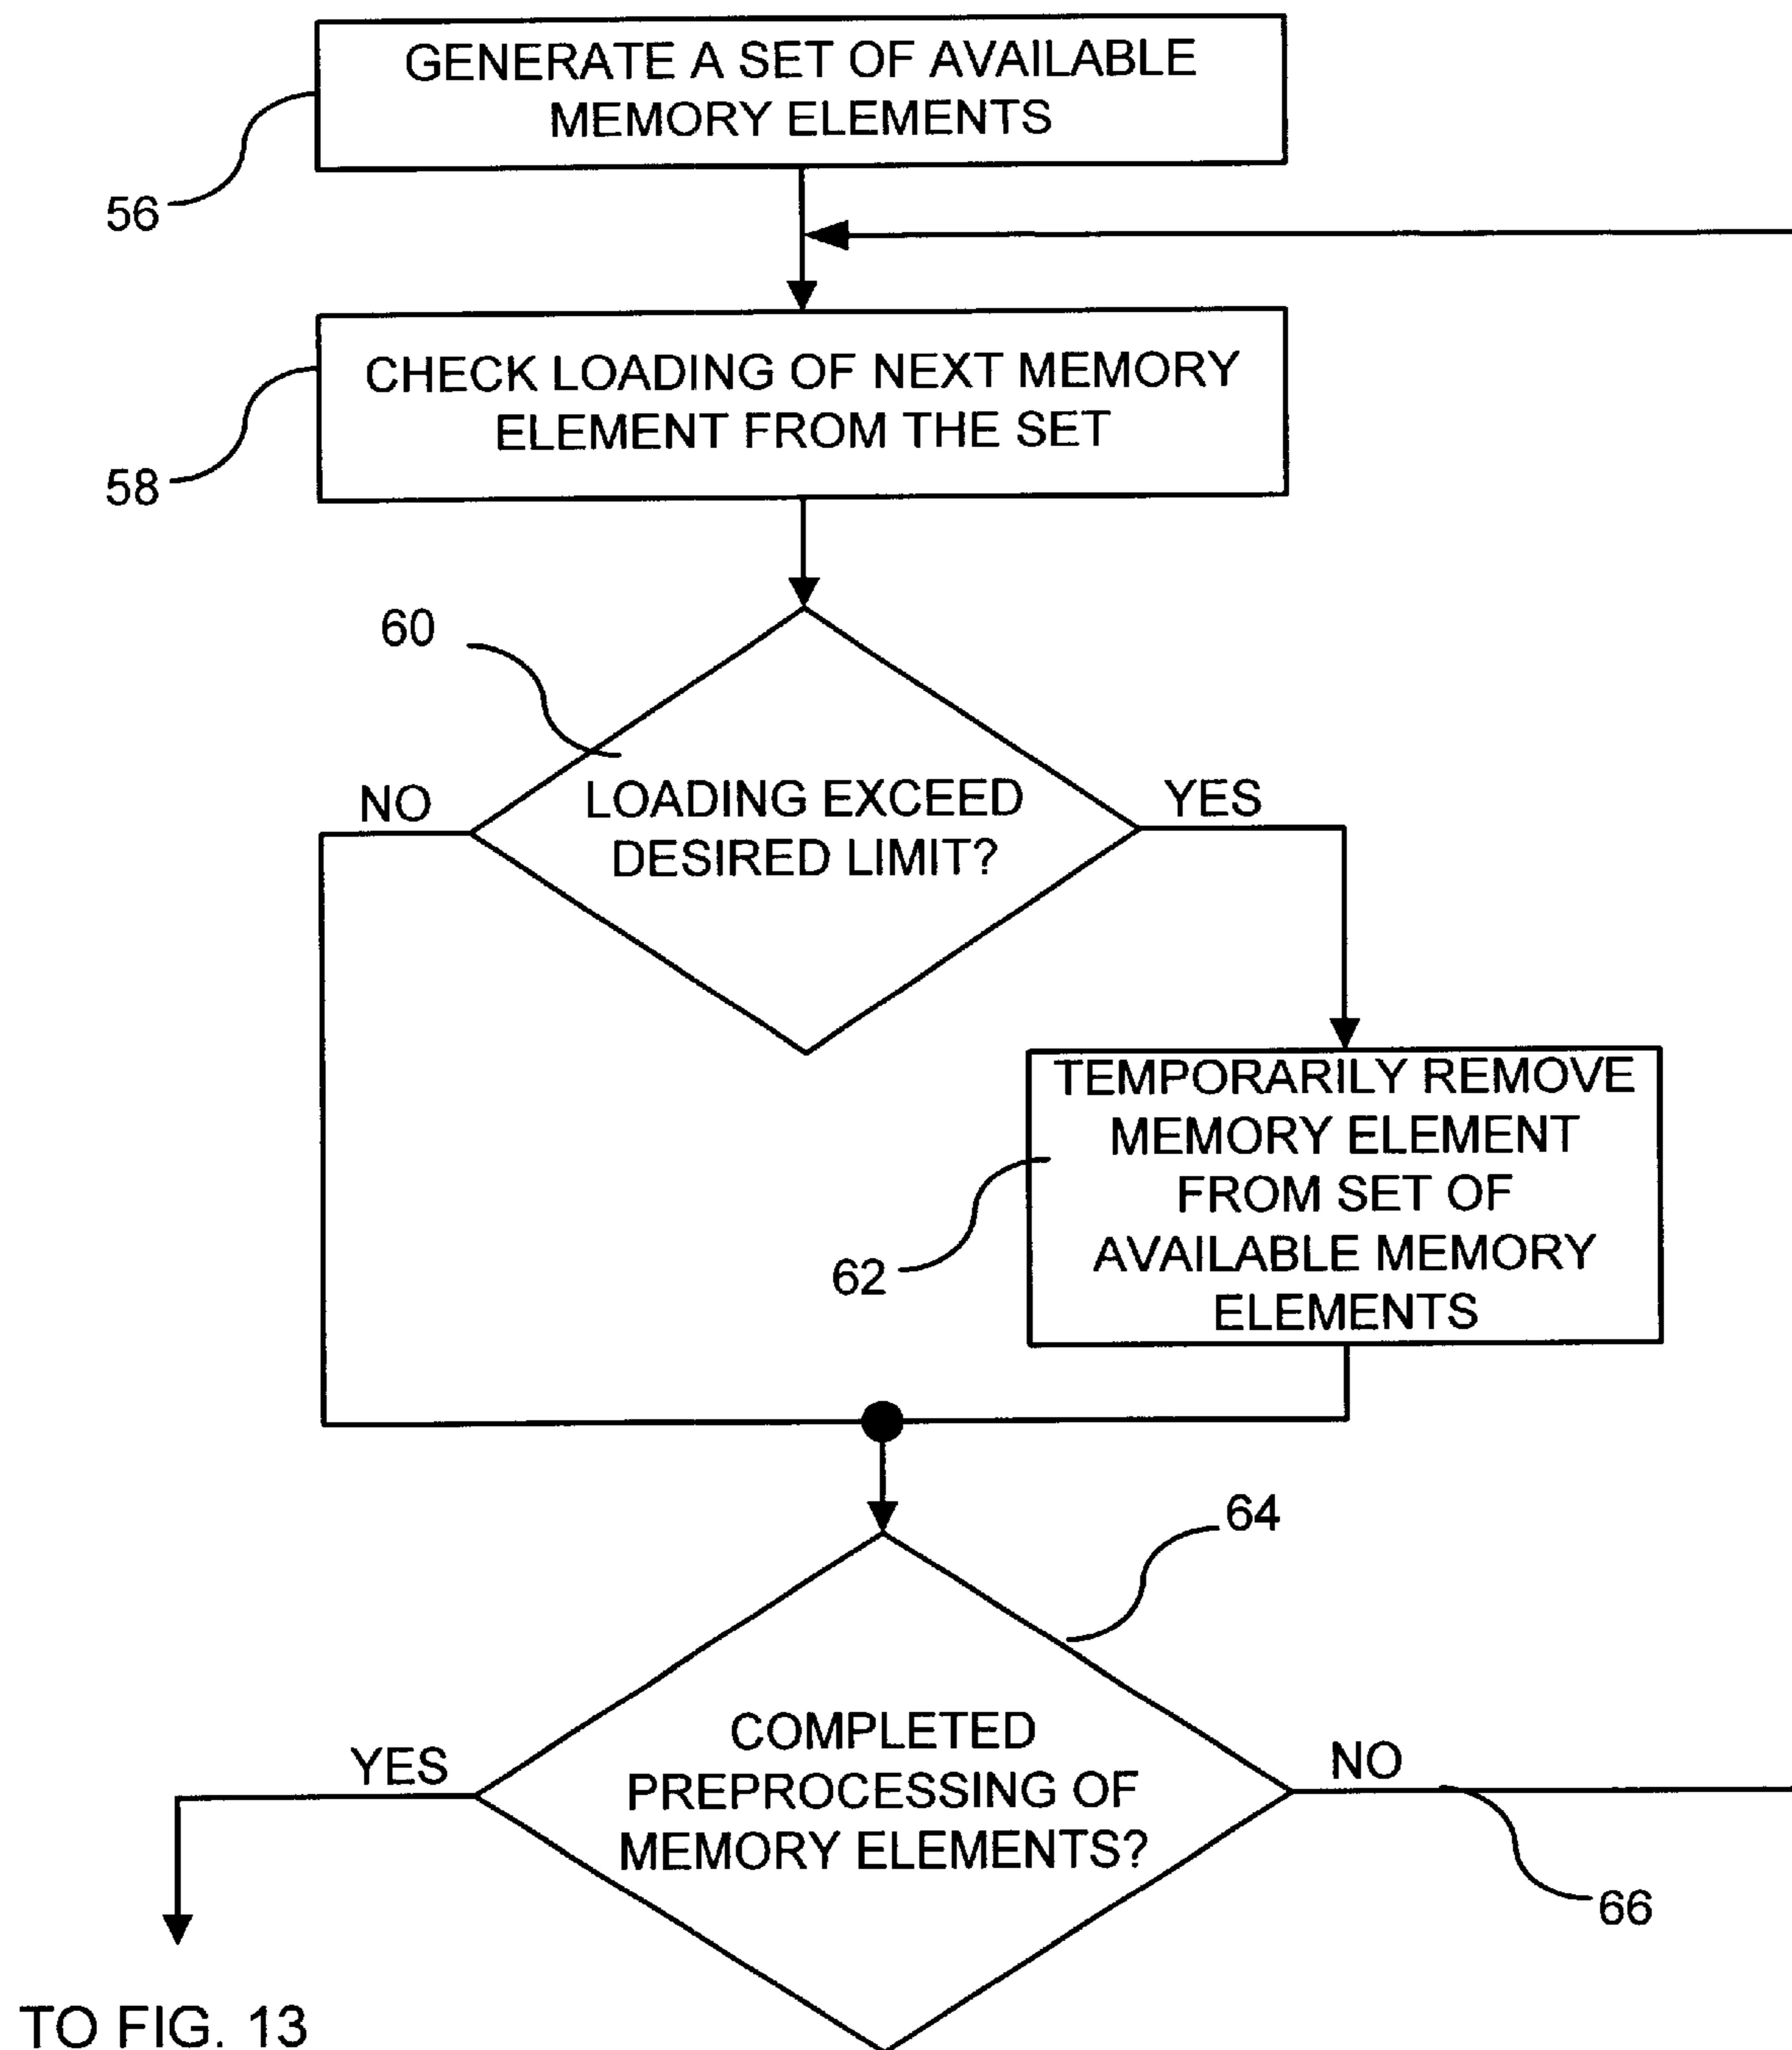 GENERATE A SET OF AVAILABLE
MEMORY ELEMENTS
56
CHECK LOADING OF NEXT MEMORY
ELEMENT FROM THE SET
58
60
NO
LOADING EXCEED
DESIRED LIMIT?
YES
TEMPORARILY REMOVE
MEMORY ELEMENT
FROM SET OF
AVAILABLE MEMORY
ELEMENTS
62
64
YES
COMPLETED
PREPROCESSING OF
MEMORY ELEMENTS?
NO
66
TO FIG. 13